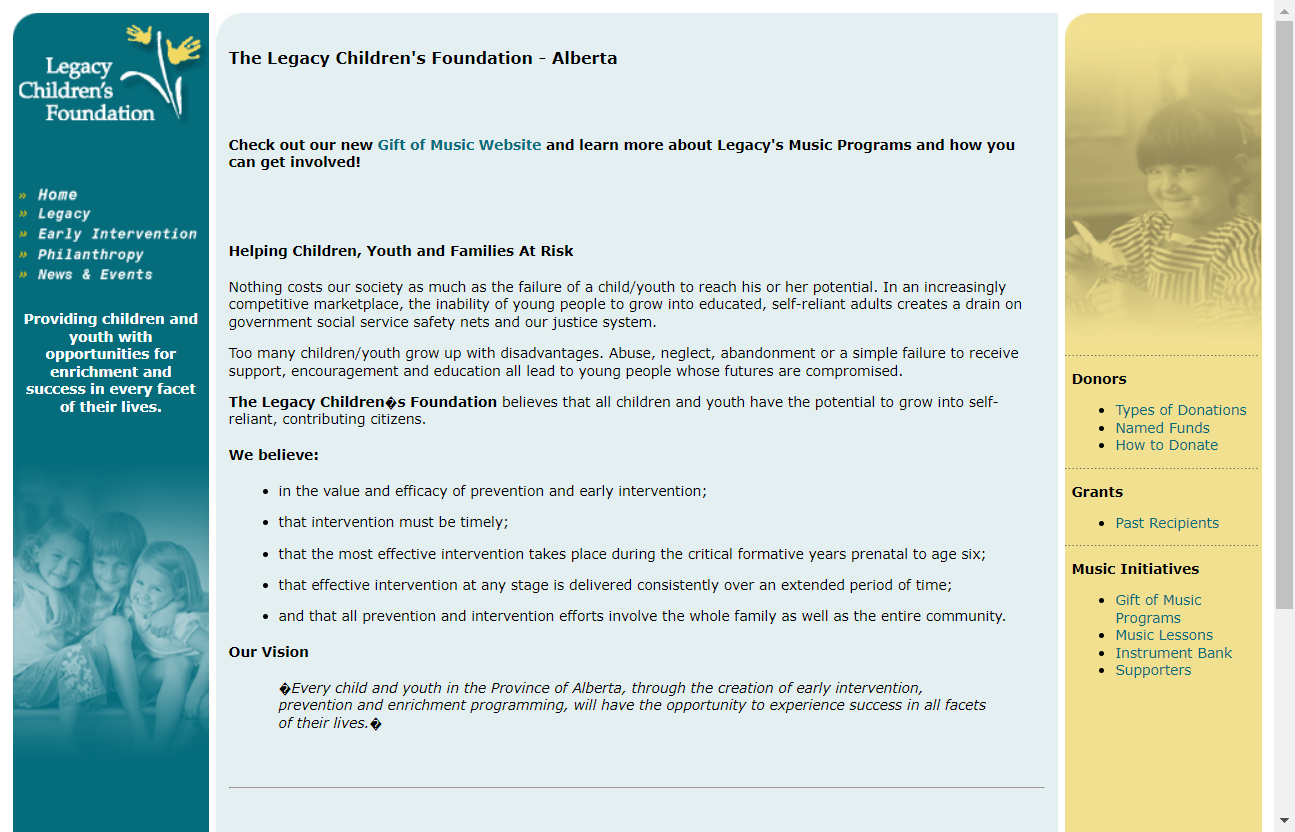 Legacy
Children's
Foundation
» Home
» Legacy
» Early Intervention
» Philanthropy
» News & Events
Providing children and
youth with
opportunities for
enrichment and
success in every facet
of their lives.
The Legacy Children's Foundation - Alberta
Check out our new Gift of Music Website and learn more about Legacy's Music Programs and how you
can get involved!
Helping Children, Youth and Families At Risk
Nothing costs our society as much as the failure of a child/youth to reach his or her potential. In an increasingly
competitive marketplace, the inability of young people to grow into educated, self-reliant adults creates a drain on
government social service safety nets and our justice system.
Too many children/youth grow up with disadvantages. Abuse, neglect, abandonment or a simple failure to receive
support, encouragement and education all lead to young people whose futures are compromised.
The Legacy Children�s Foundation believes that all children and youth have the potential to grow into self-
reliant, contributing citizens.
We believe:
• in the value and efficacy of prevention and early intervention;
• that intervention must be timely;
• that the most effective intervention takes place during the critical formative years prenatal to age six;
• that effective intervention at any stage is delivered consistently over an extended period of time;
• and that all prevention and intervention efforts involve the whole family as well as the entire community.
Our Vision
�Every child and youth in the Province of Alberta, through the creation of early intervention,
prevention and enrichment programming, will have the opportunity to experience success in all facets
of their lives.�
Donors
• Types of Donations
• Named Funds
• How to Donate
Grants
• Past Recipients
Music Initiatives
• Gift of Music
Programs
• Music Lessons
• Instrument Bank
• Supporters